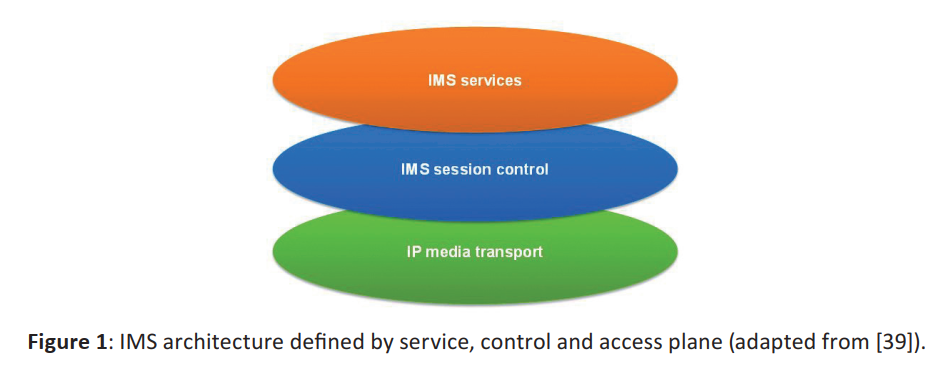 IMS services
IMS session control
IP media transport
Figure 1: IMS architecture defined by service, control and access plane (adapted from [39]).